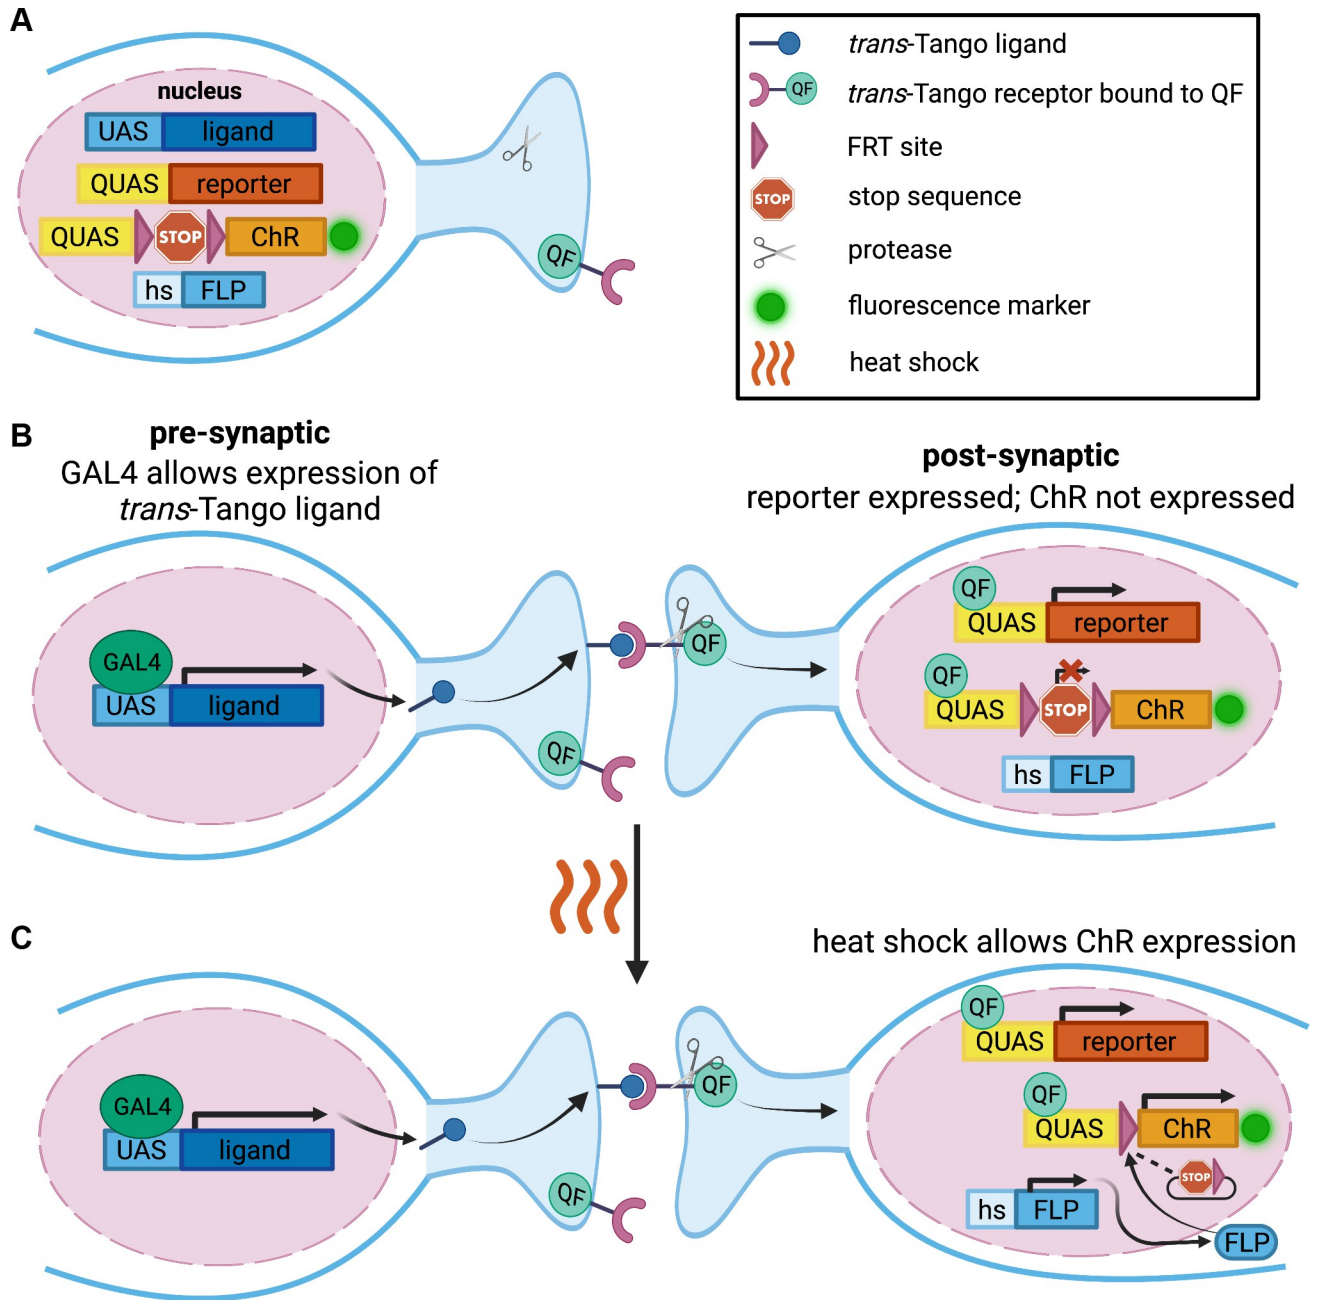 A
nucleus
UAS ligand
QUAS reporter
QUAS STOP ChR
hs FLP
QF
trans-Tango ligand
QF trans-Tango receptor bound to QF
FRT site
STOP stop sequence
protease
fluorescence marker
heat shock
B
pre-synaptic
GAL4 allows expression of
trans-Tango ligand
post-synaptic
reporter expressed; ChR not expressed
GAL4
UAS ligand
QF
QF
QF
QUAS reporter
QF
QUAS STOP ChR
hs FLP
C
heat shock allows ChR expression
GAL4
UAS ligand
QF
QF
QF
QUAS reporter
QF
QUAS ChR
STOP
hs FLP
FLP